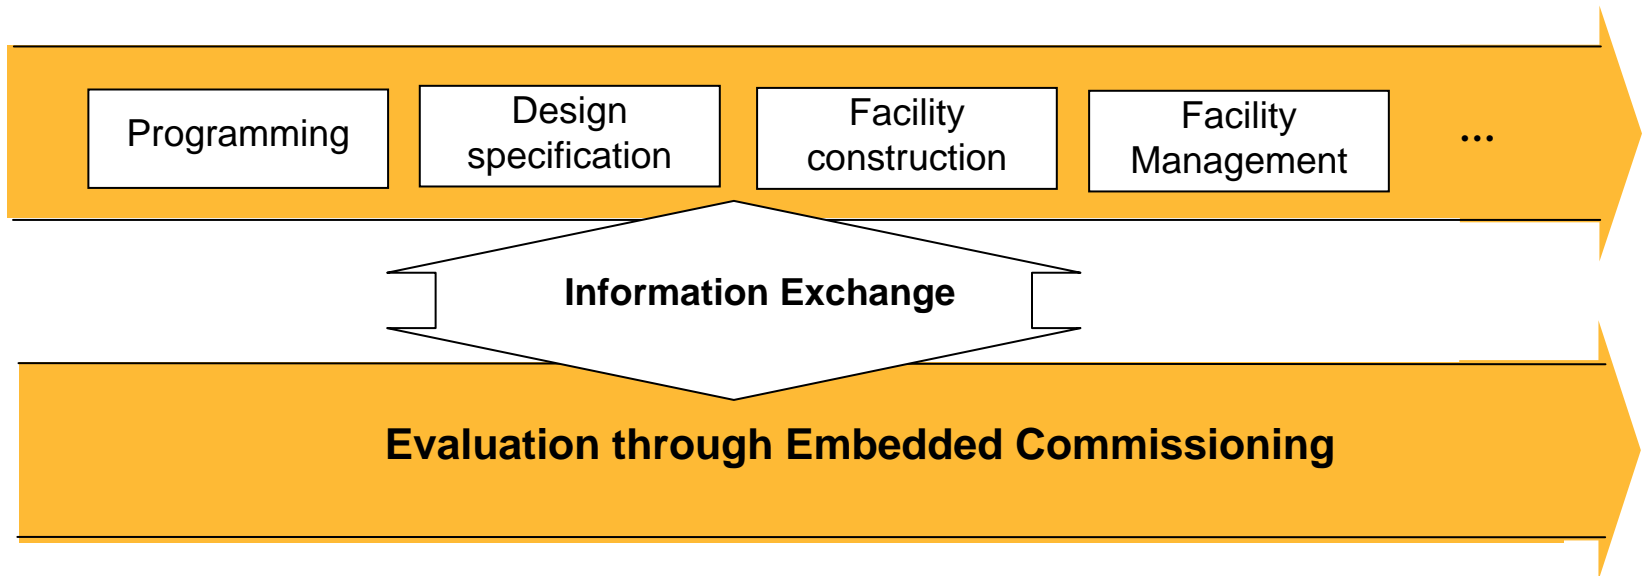 Programming
Design
specification
Facility
construction
Facility
Management
...
Information Exchange
Evaluation through Embedded Commissioning